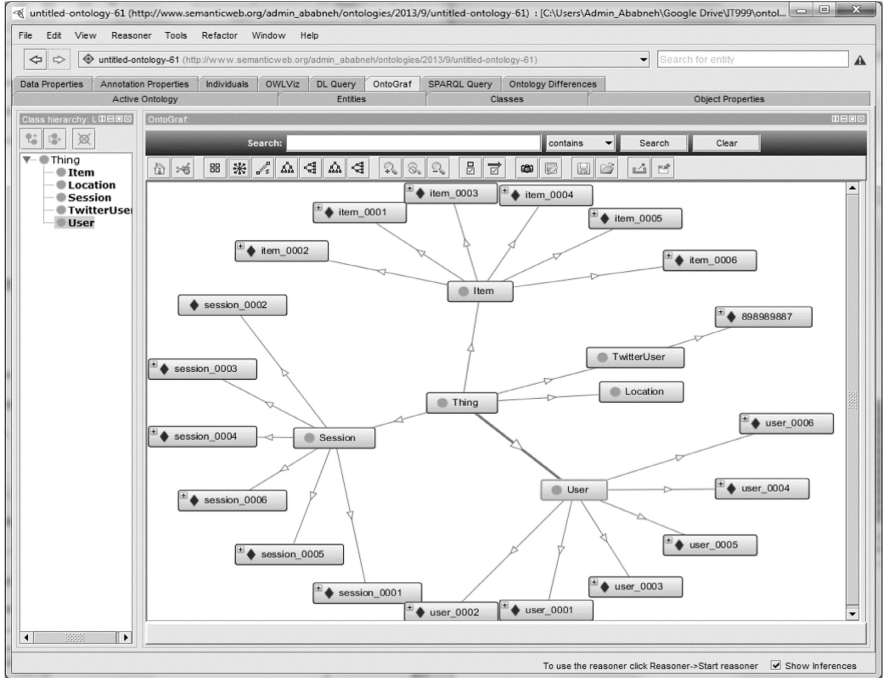 untitled-ontology-61 (http://www.semanticweb.org/admin_ababneh/ontologies/2013/9/untitled-ontology-61) : [C:\Users\Admin_Ababneh\Google Drive\IT999\ontol...
File Edit View Reasoner Tools Refactor Window Help
untitled-ontology-61 (http://www.semanticweb.org/admin_ababneh/ontologies/2013/9/untitled-ontology-61)
Search for entity
Data Properties Annotation Properties Individuals OWLViz DL Query OntoGraf SPARQL Query Ontology Differences
Active Ontology Entities Classes Object Properties
Class hierarchy: L
Thing
Item
Location
Session
TwitterUser
User
OntoGraf:
Search: contains Search Clear
item_0003
item_0004
item_0001
item_0005
item_0002
item_0006
Item
session_0002
898989887
TwitterUser
session_0003
Location
Thing
user_0006
session_0004
Session
User
user_0004
session_0006
user_0005
session_0005
user_0003
session_0001
user_0002
user_0001
To use the reasoner click Reasoner->Start reasoner Show Inferences